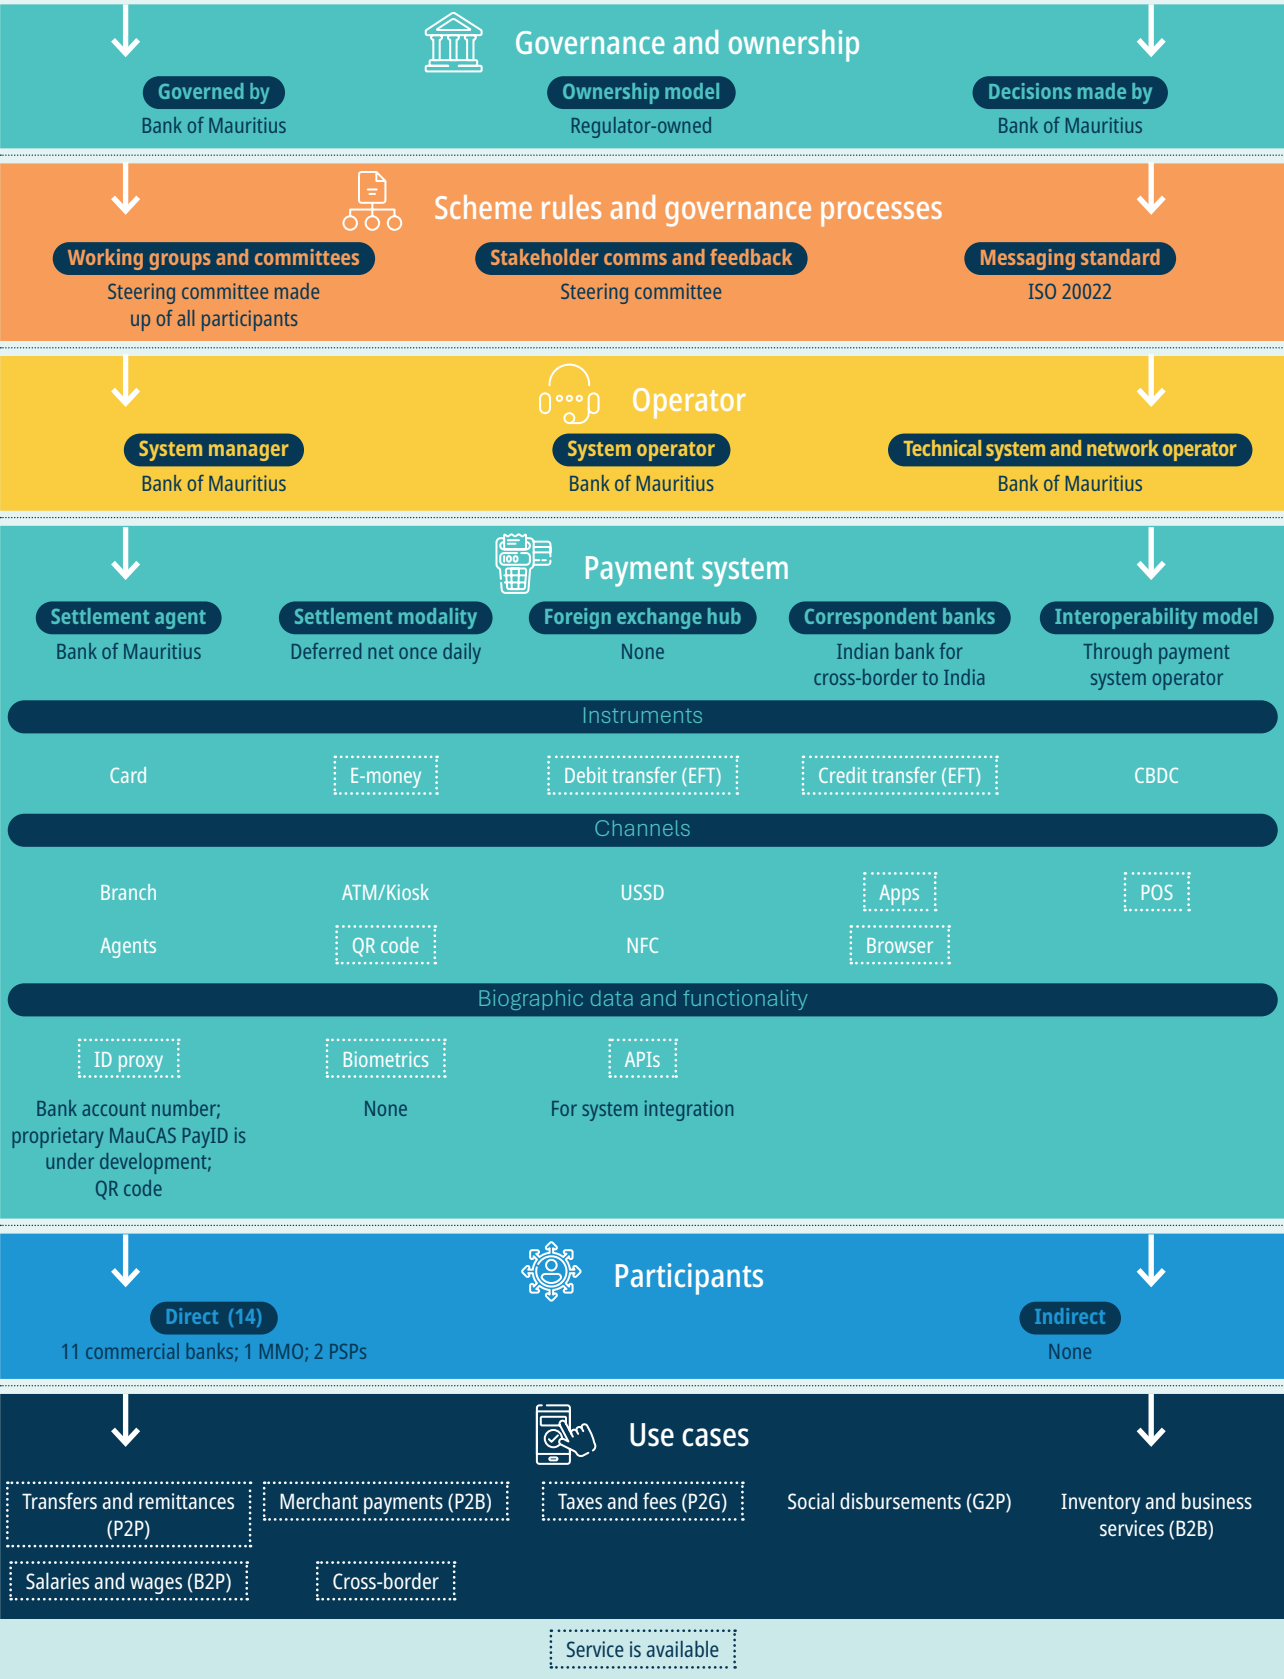 Governance and ownership
Governed by
Ownership model
Decisions made by
Bank of Mauritius
Regulator-owned
Bank of Mauritius
Scheme rules and governance processes
Working groups and committees
Stakeholder comms and feedback
Messaging standard
Steering committee made
up of all participants
Steering committee
ISO 20022
Operator
System manager
System operator
Technical system and network operator
Bank of Mauritius
Bank of Mauritius
Bank of Mauritius
Payment system
Settlement agent
Settlement modality
Foreign exchange hub
Correspondent banks
Interoperability model
Bank of Mauritius
Deferred net once daily
None
Indian bank for
cross-border to India
Through payment
system operator
Instruments
Card
E-money
Debit transfer (EFT)
Credit transfer (EFT)
CBDC
Channels
Branch
ATM/Kiosk
USSD
Apps
POS
Agents
QR code
NFC
Browser
Biographic data and functionality
ID proxy
Biometrics
APIs
Bank account number;
proprietary MauCAS PayID is
under development;
QR code
None
For system integration
Participants
Direct (14)
Indirect
11 commercial banks; 1 MMO; 2 PSPs
None
Use cases
Transfers and remittances
(P2P)
Merchant payments (P2B)
Taxes and fees (P2G)
Social disbursements (G2P)
Inventory and business
services (B2B)
Salaries and wages (B2P)
Cross-border
Service is available